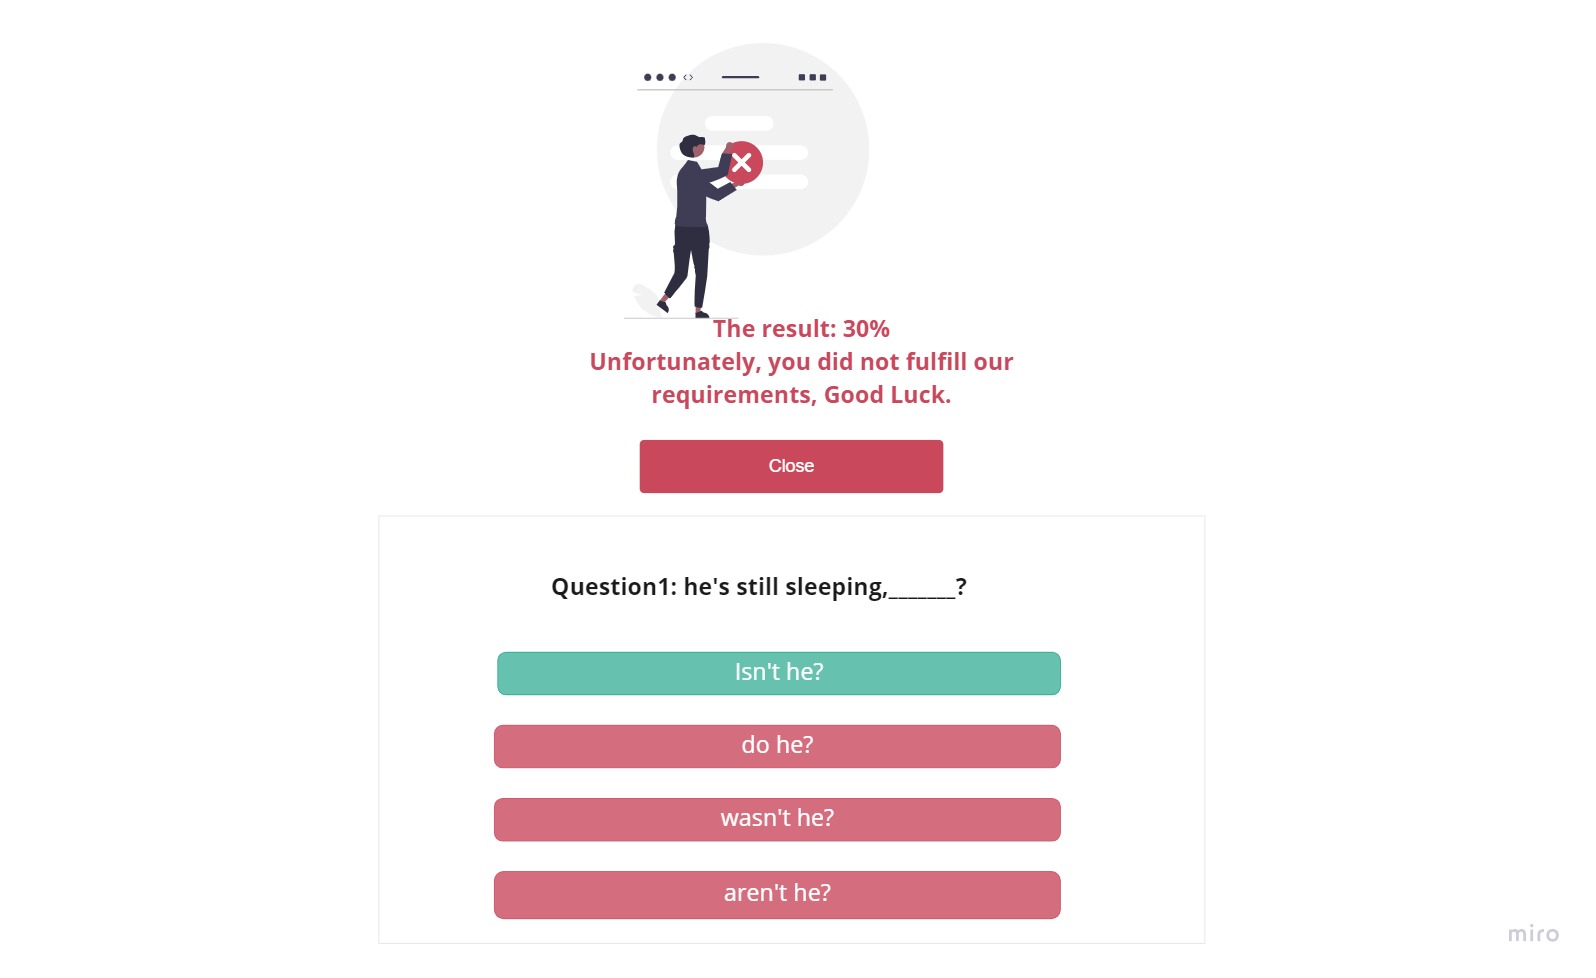 The result: 30%
Unfortunately, you did not fulfill our
requirements, Good Luck.
Close
Question1: he's still sleeping,_______?
Isn't he?
do he?
wasn't he?
aren't he?
miro